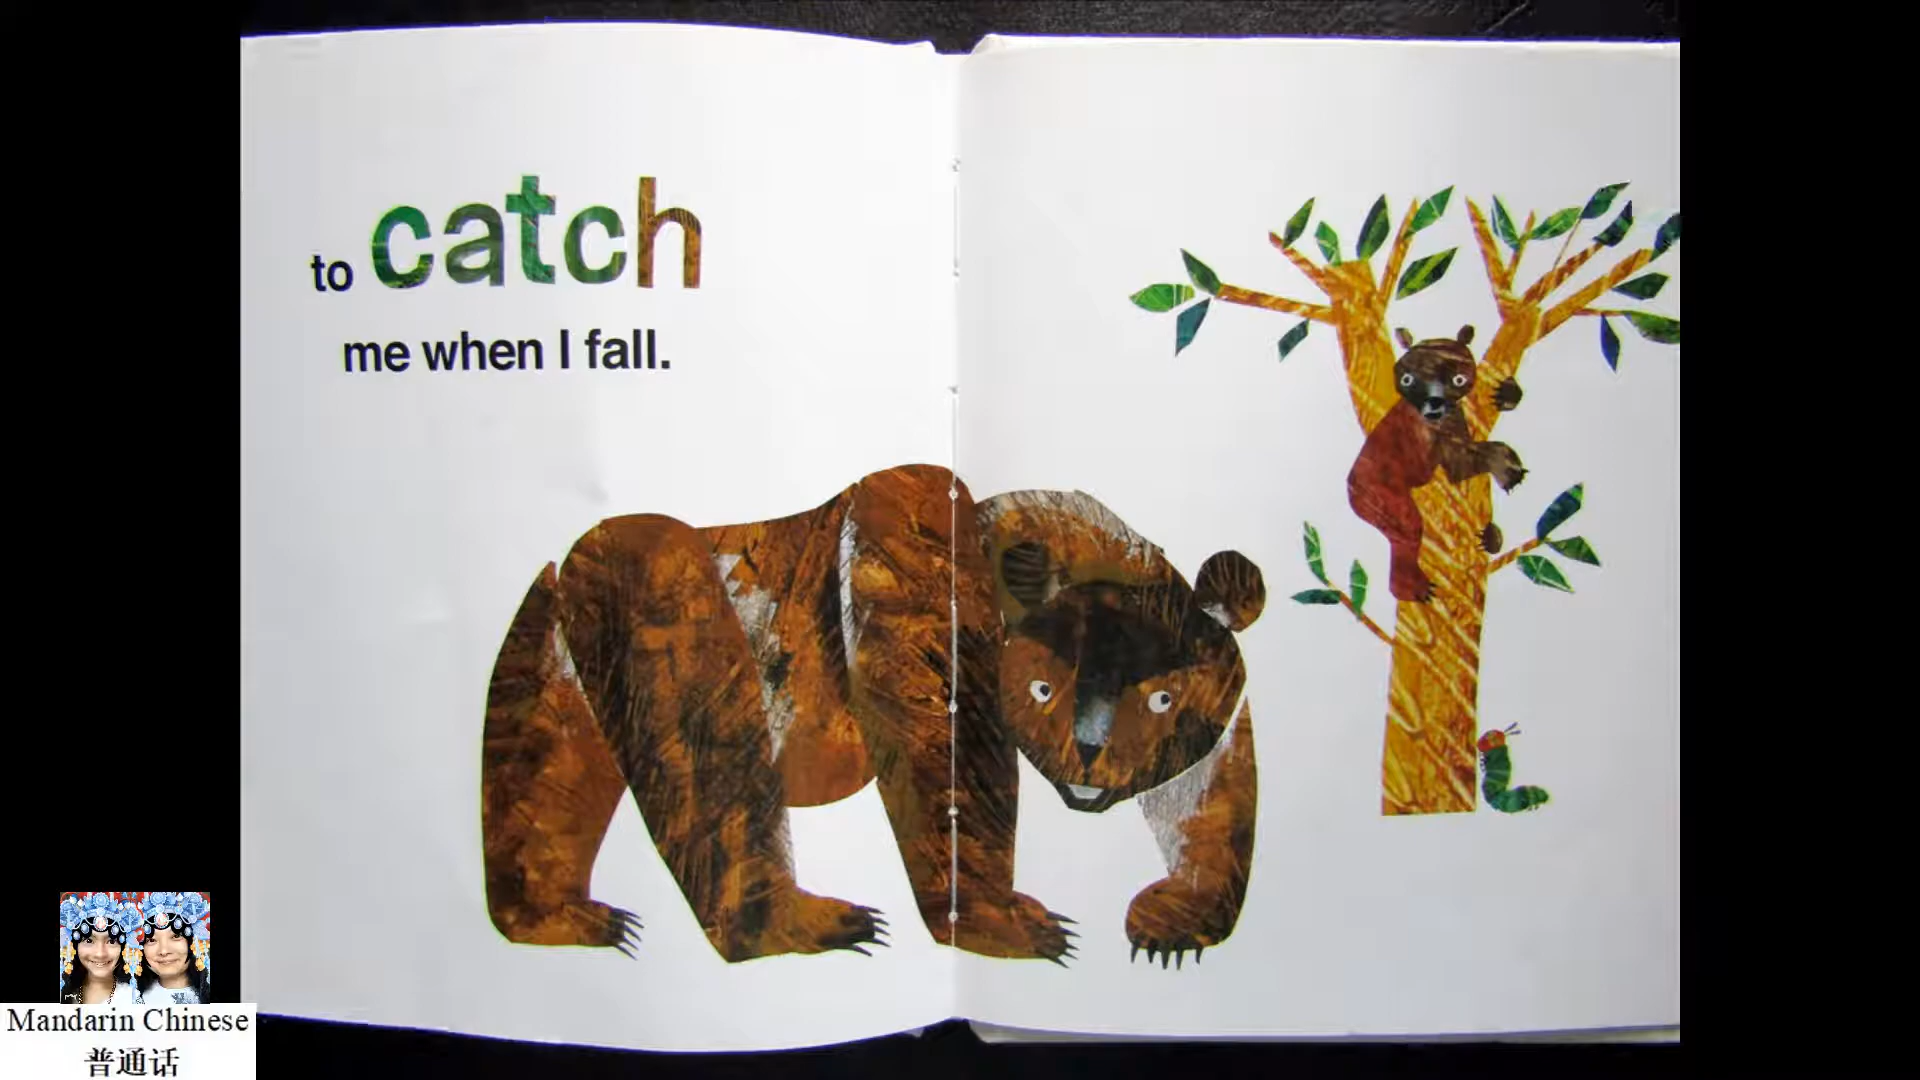 to catch
me when I fall.
Mandarin Chinese
普通话